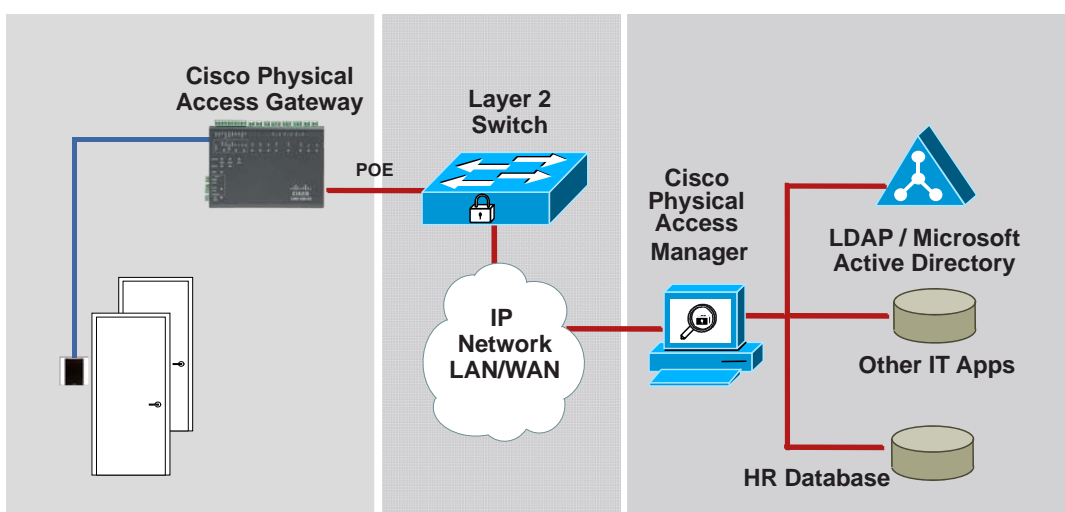 Cisco Physical
Access Gateway
POE
Layer 2
Switch
IP
Network
LAN/WAN
Cisco
Physical
Access
Manager
LDAP / Microsoft
Active Directory
Other IT Apps
HR Database
CISCO